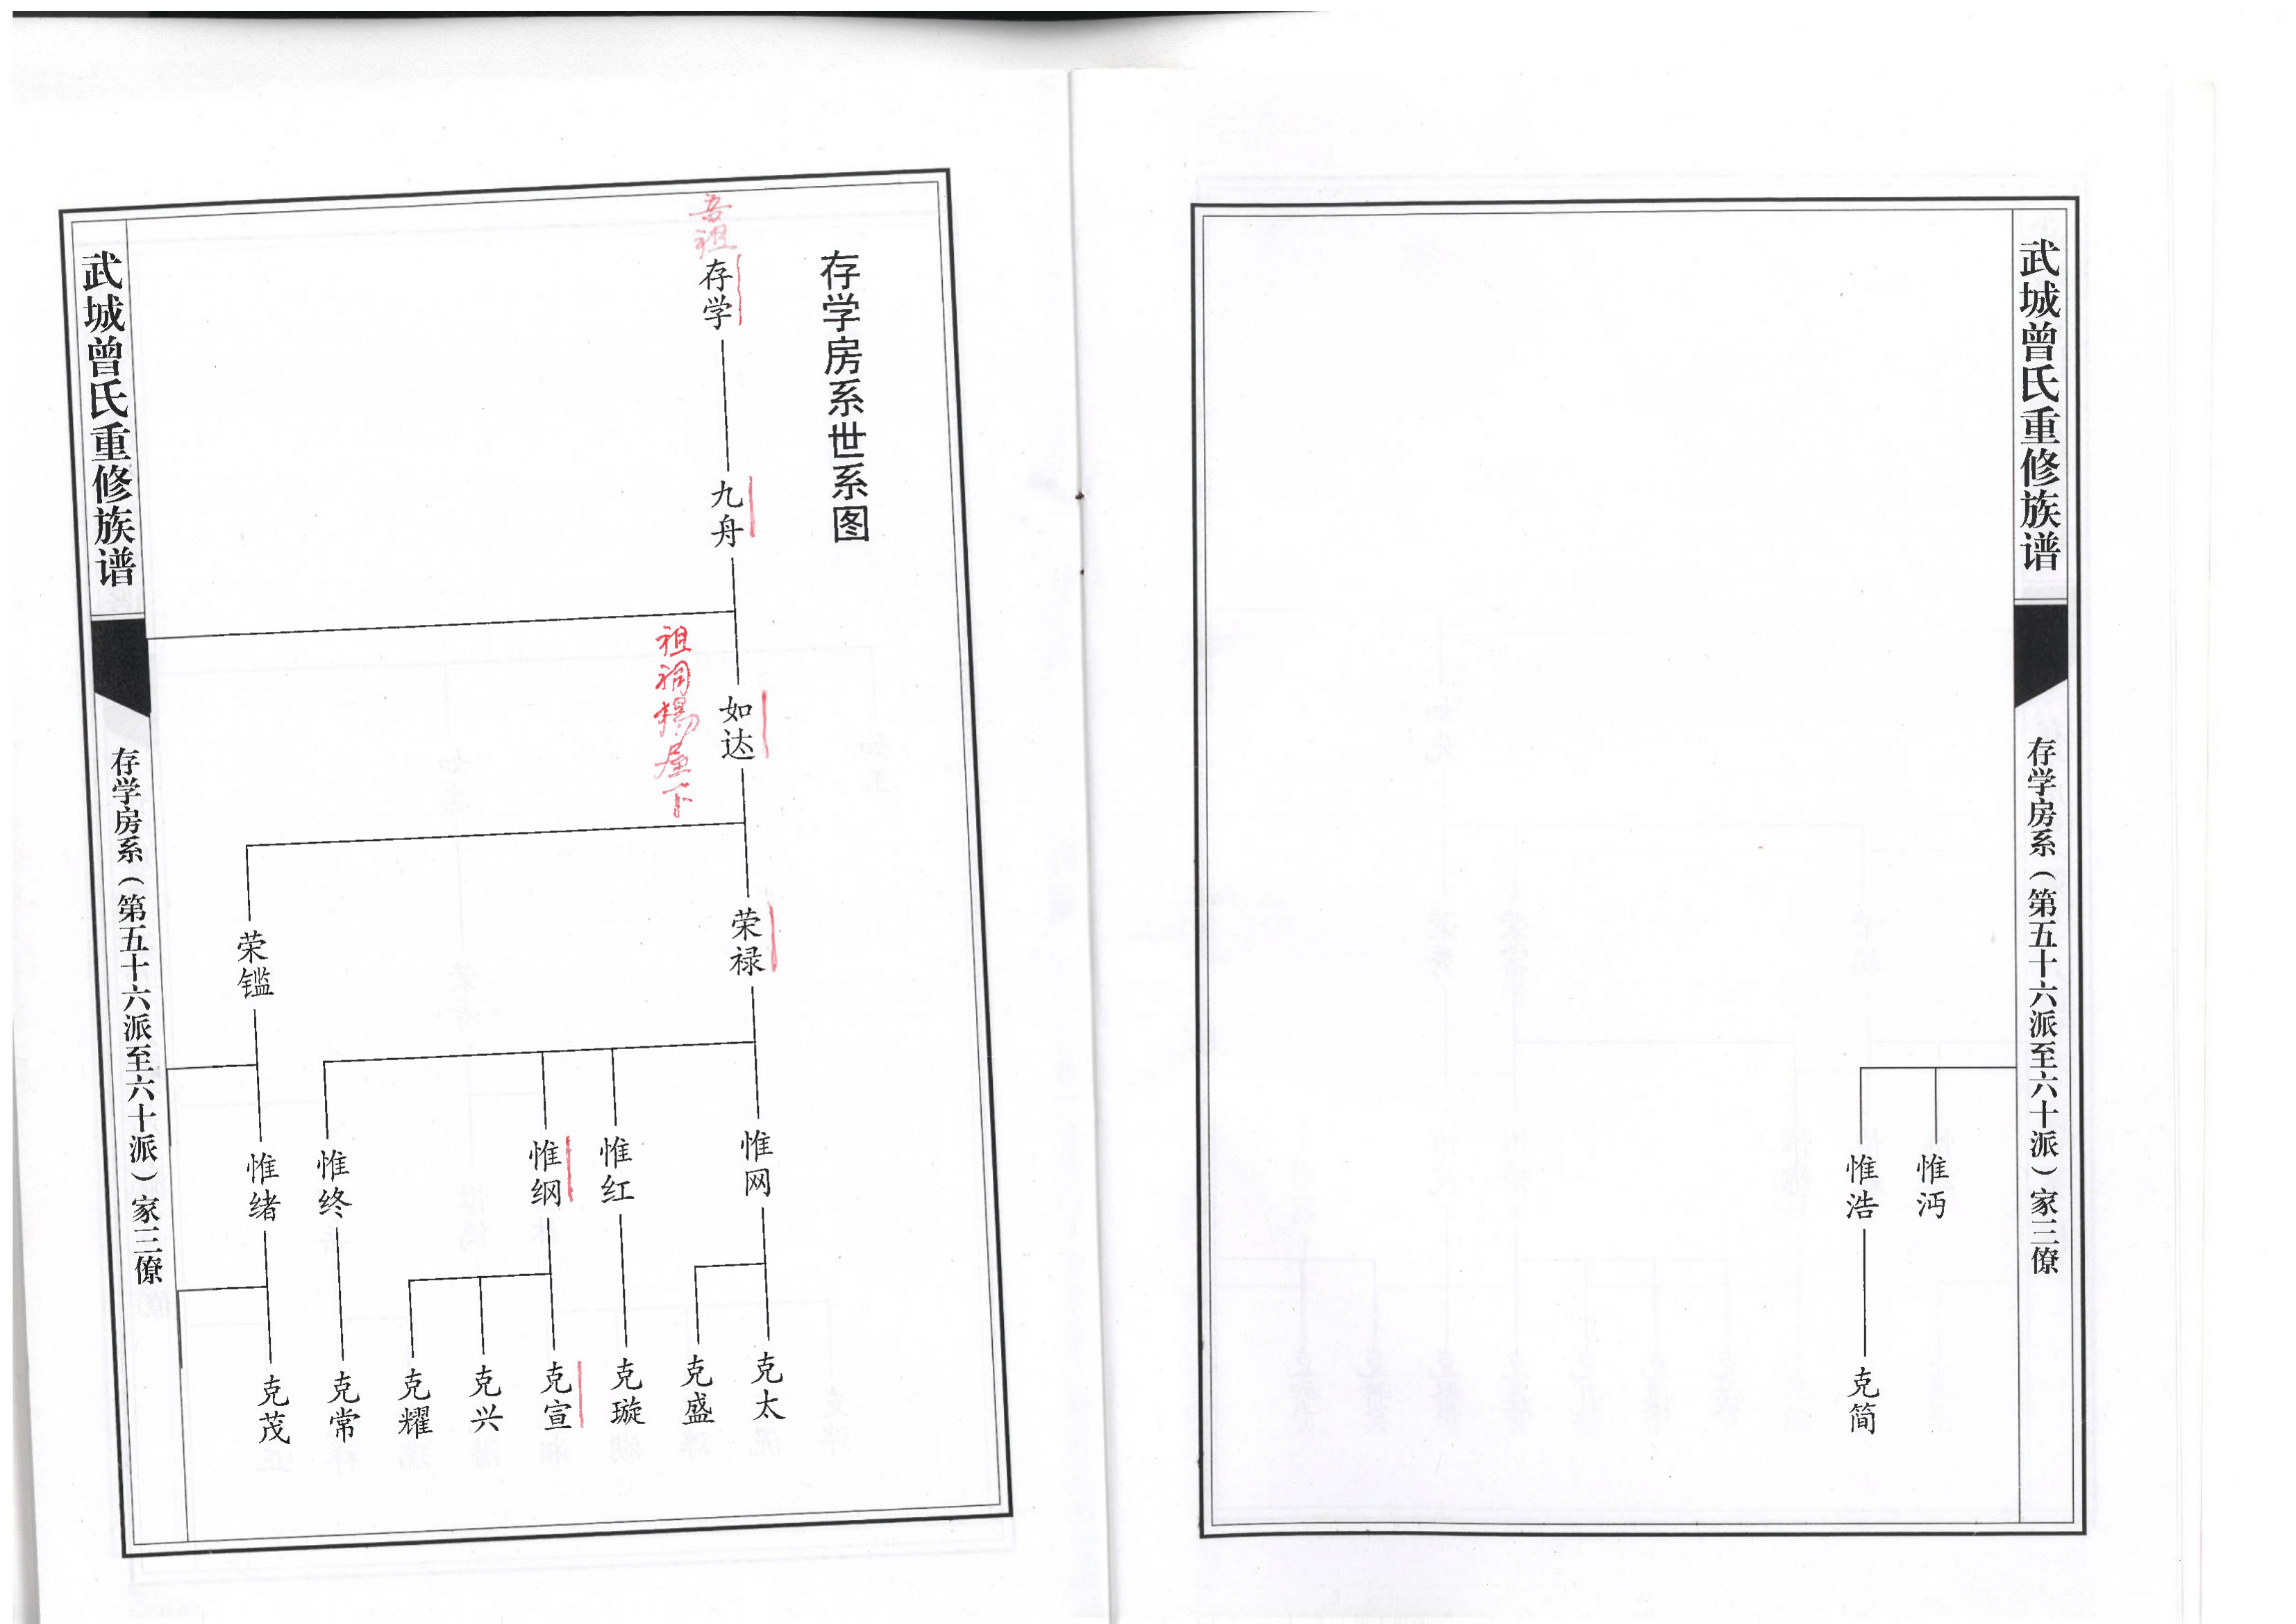 武城曾氏重修族谱
存学房系（第五十六派至六十派）家三僚
惟沔
惟浩
克简
存学房系世系图
吾祖
存学
九舟
如达
祖祠杨屋下
荣禄
荣鑑
惟网
惟红
惟纲
惟终
惟绪
克太
克盛
克璇
克宣
克兴
克耀
克常
克茂
武城曾氏重修族谱
存学房系（第五十六派至六十派）家三僚